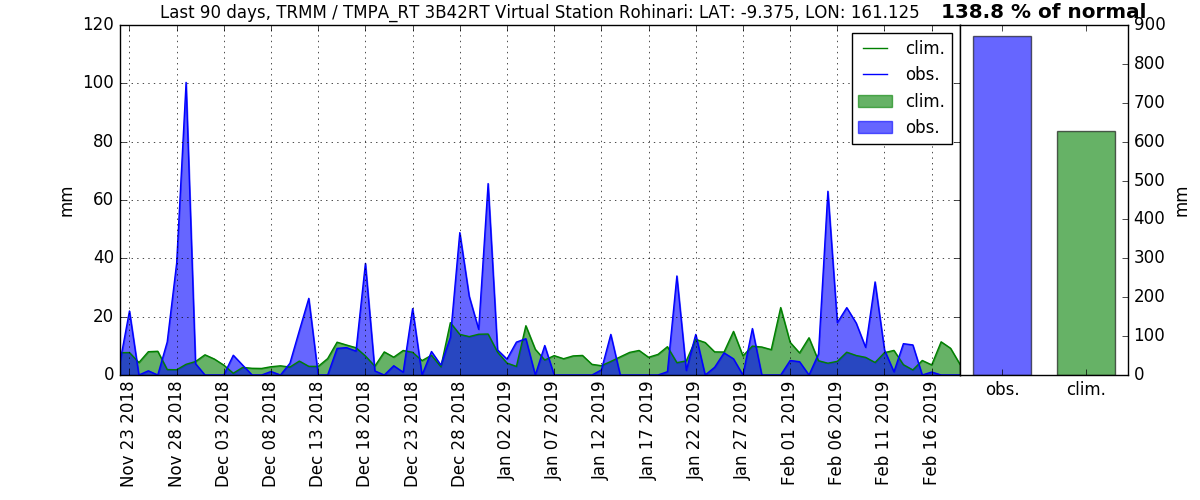 Last 90 days, TRMM / TMPA_RT 3B42RT Virtual Station Rohinari: LAT: -9.375, LON: 161.125
138.8 % of normal
120
100
80
60
40
20
0
mm
clim.
obs.
clim.
obs.
900
800
700
600
500
400
300
200
100
0
mm
Nov 23 2018
Nov 28 2018
Dec 03 2018
Dec 08 2018
Dec 13 2018
Dec 18 2018
Dec 23 2018
Dec 28 2018
Jan 02 2019
Jan 07 2019
Jan 12 2019
Jan 17 2019
Jan 22 2019
Jan 27 2019
Feb 01 2019
Feb 06 2019
Feb 11 2019
Feb 16 2019
obs.
clim.